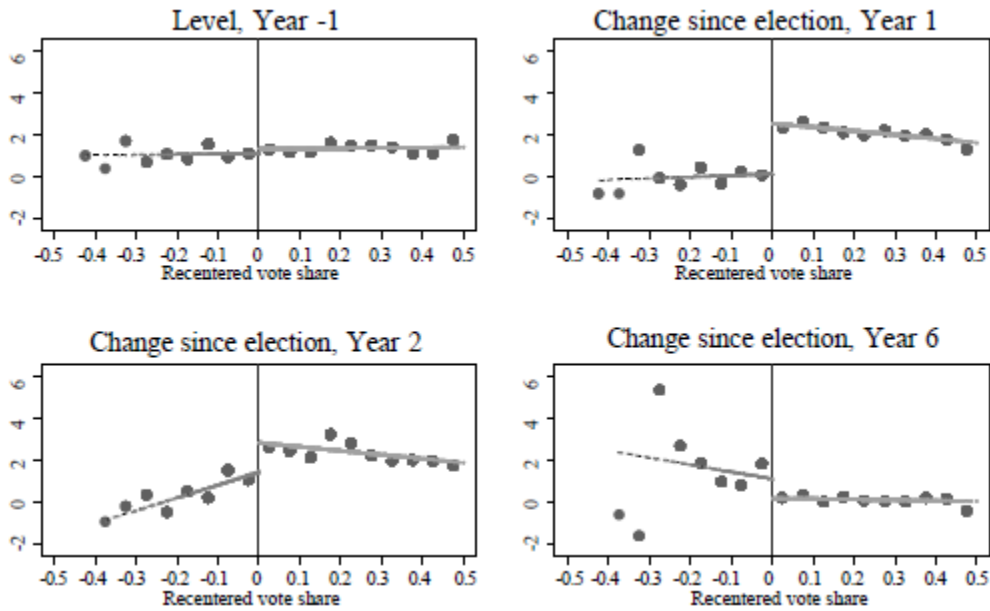 Level, Year -1
6
4
2
0
-2
-0.5 -0.4 -0.3 -0.2 -0.1 0 0.1 0.2 0.3 0.4 0.5
Recentered vote share
Change since election, Year 1
6
4
2
0
-2
-0.5 -0.4 -0.3 -0.2 -0.1 0 0.1 0.2 0.3 0.4 0.5
Recentered vote share
Change since election, Year 2
6
4
2
0
-2
-0.5 -0.4 -0.3 -0.2 -0.1 0 0.1 0.2 0.3 0.4 0.5
Recentered vote share
Change since election, Year 6
6
4
2
0
-2
-0.5 -0.4 -0.3 -0.2 -0.1 0 0.1 0.2 0.3 0.4 0.5
Recentered vote share